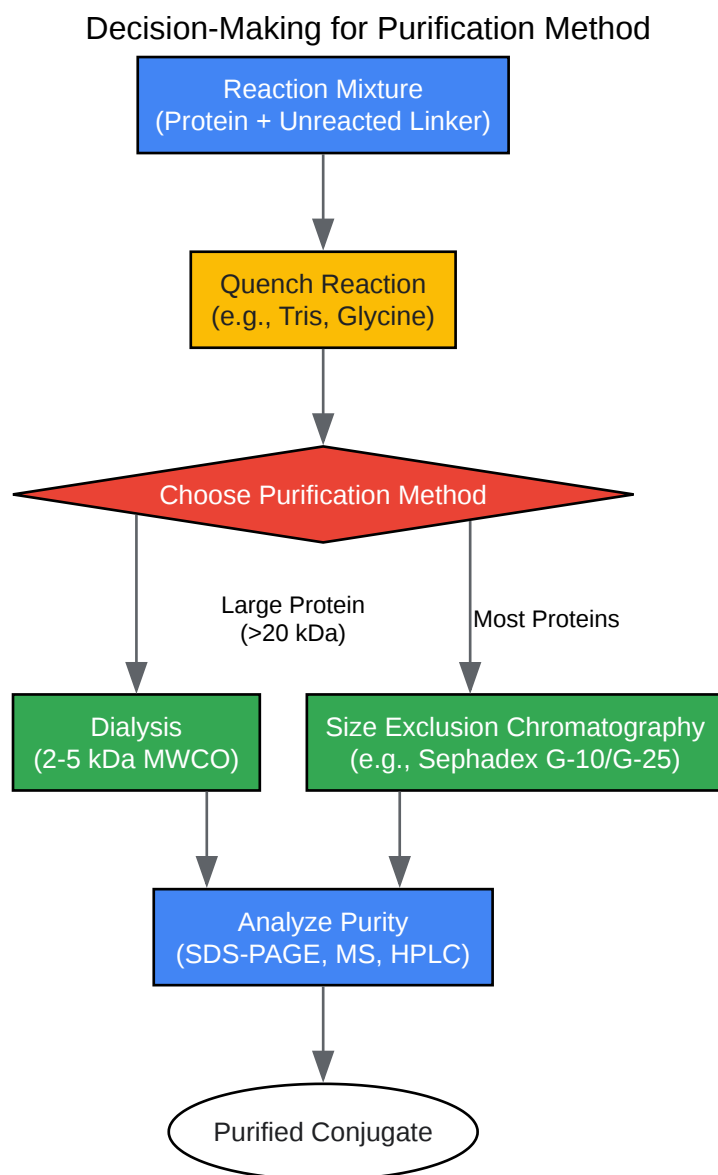 Decision-Making for Purification Method
Reaction Mixture
(Protein + Unreacted Linker)
Quench Reaction
(e.g., Tris, Glycine)
Choose Purification Method
Large Protein
(>20 kDa)
Most Proteins
Dialysis
(2-5 kDa MWCO)
Size Exclusion Chromatography
(e.g., Sephadex G-10/G-25)
Analyze Purity
(SDS-PAGE, MS, HPLC)
Purified Conjugate